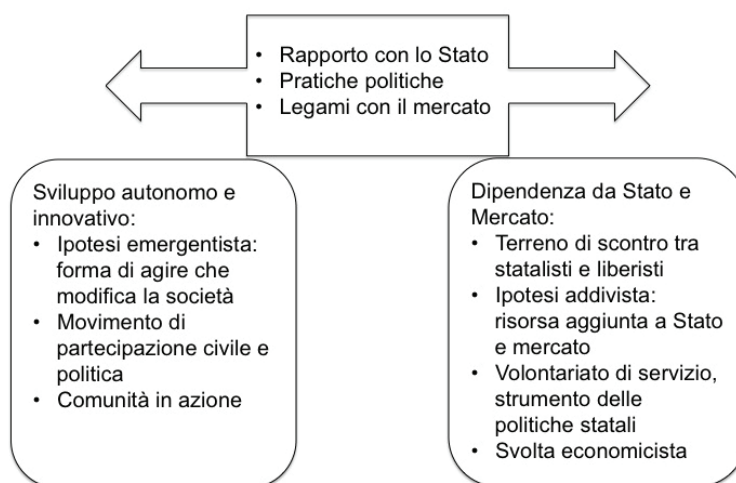 • Rapporto con lo Stato
• Pratiche politiche
• Legami con il mercato
Sviluppo autonomo e
innovativo:
• Ipotesi emergentista:
forma di agire che
modifica la società
• Movimento di
partecipazione civile e
politica
• Comunità in azione
Dipendenza da Stato e
Mercato:
• Terreno di scontro tra
statalisti e liberisti
• Ipotesi addivista:
risorsa aggiunta a Stato
e mercato
• Volontariato di servizio,
strumento delle
politiche statali
• Svolta economicista